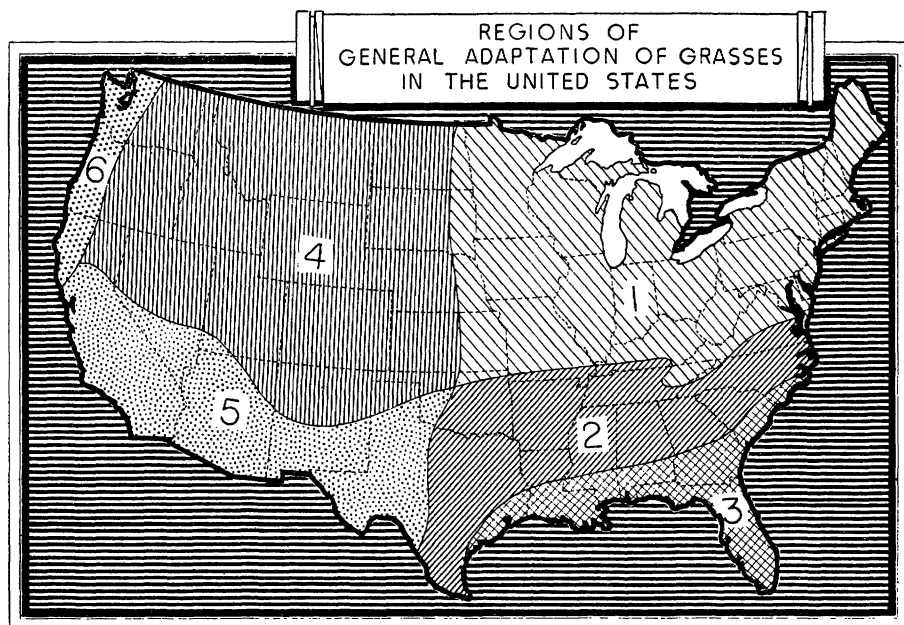 REGIONS OF
GENERAL ADAPTATION OF GRASSES
IN THE UNITED STATES
6
4
1
5
2
3